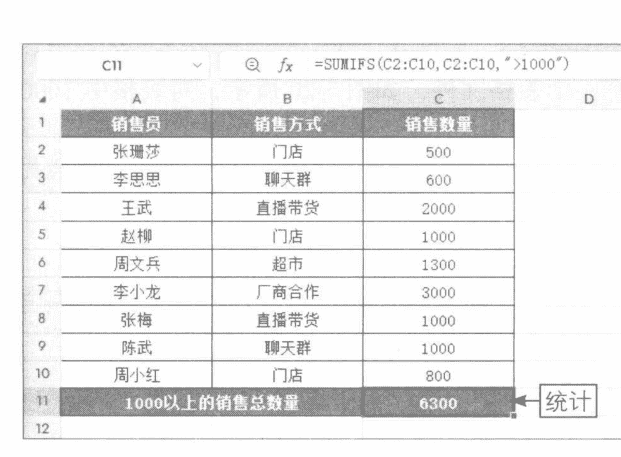 C11 fx =SUMIFS(C2:C10,C2:C10,">1000")
A B C D
1 销售员 销售方式 销售数量
2 张珊莎 门店 500
3 李思思 聊天群 600
4 王武 直播带货 2000
5 赵柳 门店 1000
6 周文兵 超市 1300
7 李小龙 厂商合作 3000
8 张梅 直播带货 1000
9 陈武 聊天群 1000
10 周小红 门店 800
11 1000以上的销售总数量 6300 统计
12